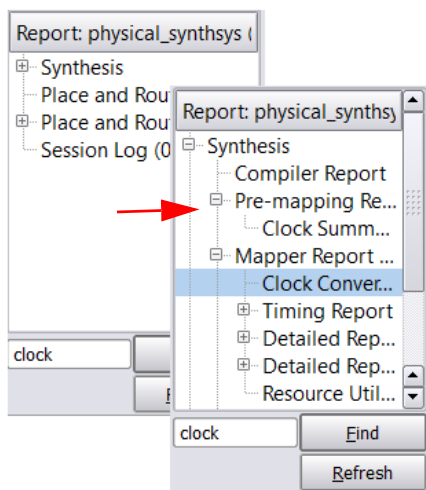 Report: physical_synthsys (
Synthesis
Place and Rou
Place and Rou
Session Log (0
clock
Report: physical_synthsy
Synthesis
Compiler Report
Pre-mapping Re...
Clock Summ...
Mapper Report ...
Clock Conver...
Timing Report
Detailed Rep...
Detailed Rep...
Resource Util...
clock
Find
Refresh